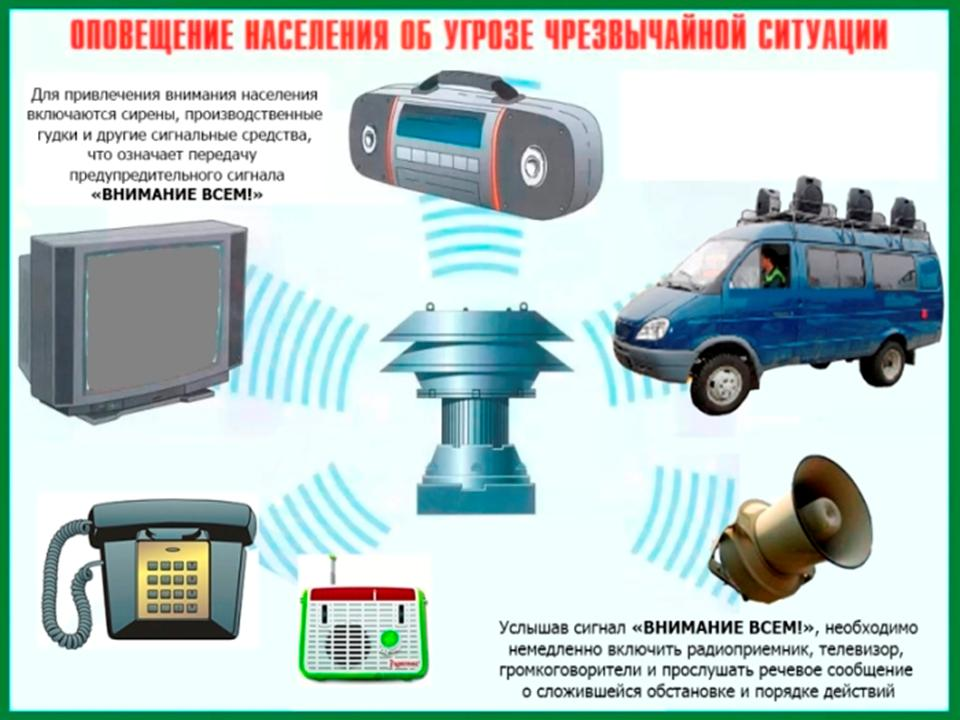 ОПОВЕЩЕНИЕ НАСЕЛЕНИЯ ОБ УГРОЗЕ ЧРЕЗВЫЧАЙНОЙ СИТУАЦИИ
Для привлечения внимания населения
включаются сирены, производственные
гудки и другие сигнальные средства,
что означает передачу
предупредительного сигнала
«ВНИМАНИЕ ВСЕМ!»
Услышав сигнал «ВНИМАНИЕ ВСЕМ!», необходимо
немедленно включить радиоприемник, телевизор,
громкоговорители и прослушать речевое сообщение
о сложившейся обстановке и порядке действий